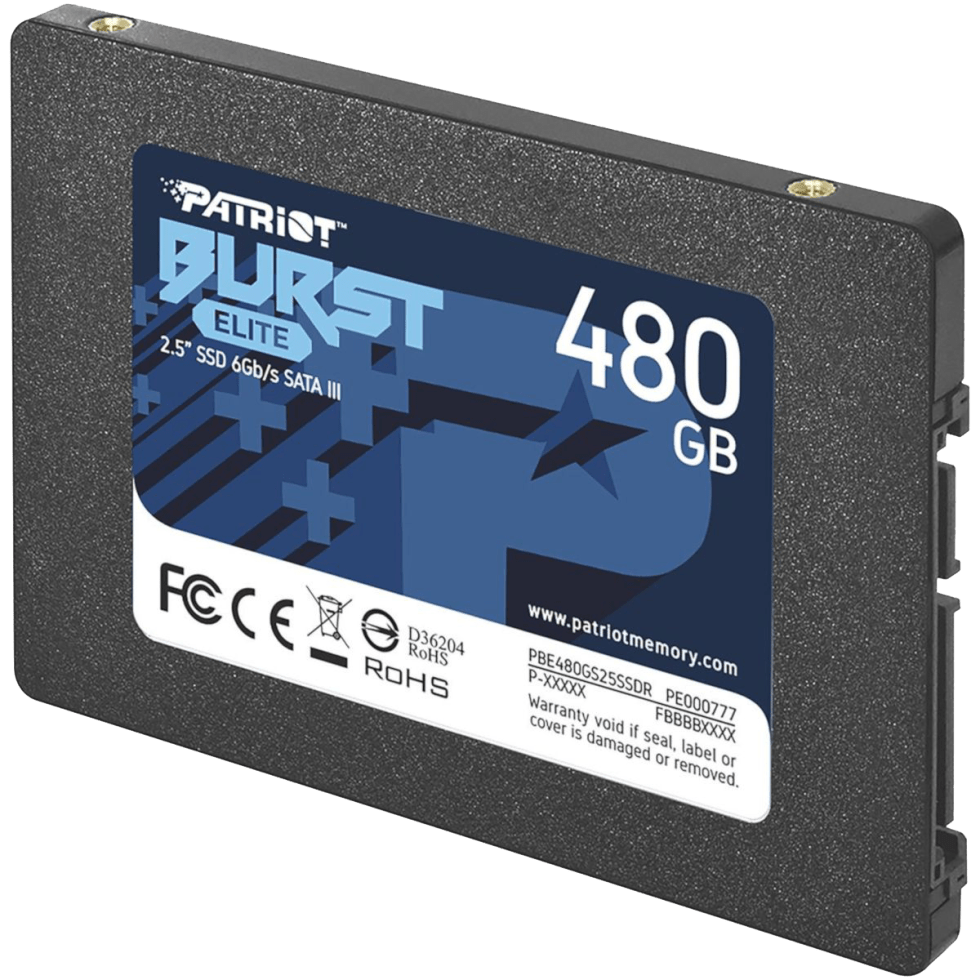 PATRIOT™
BURST
ELITE
2.5” SSD 6Gb/s SATA III
480
GB
FC CE
D36204
RoHS
RoHS
www.patriotmemory.com
PBE480GS25SSDR PE000777
P-XXXXX FBBBBXXXX
Warranty void if seal, label or
cover is damaged or removed.